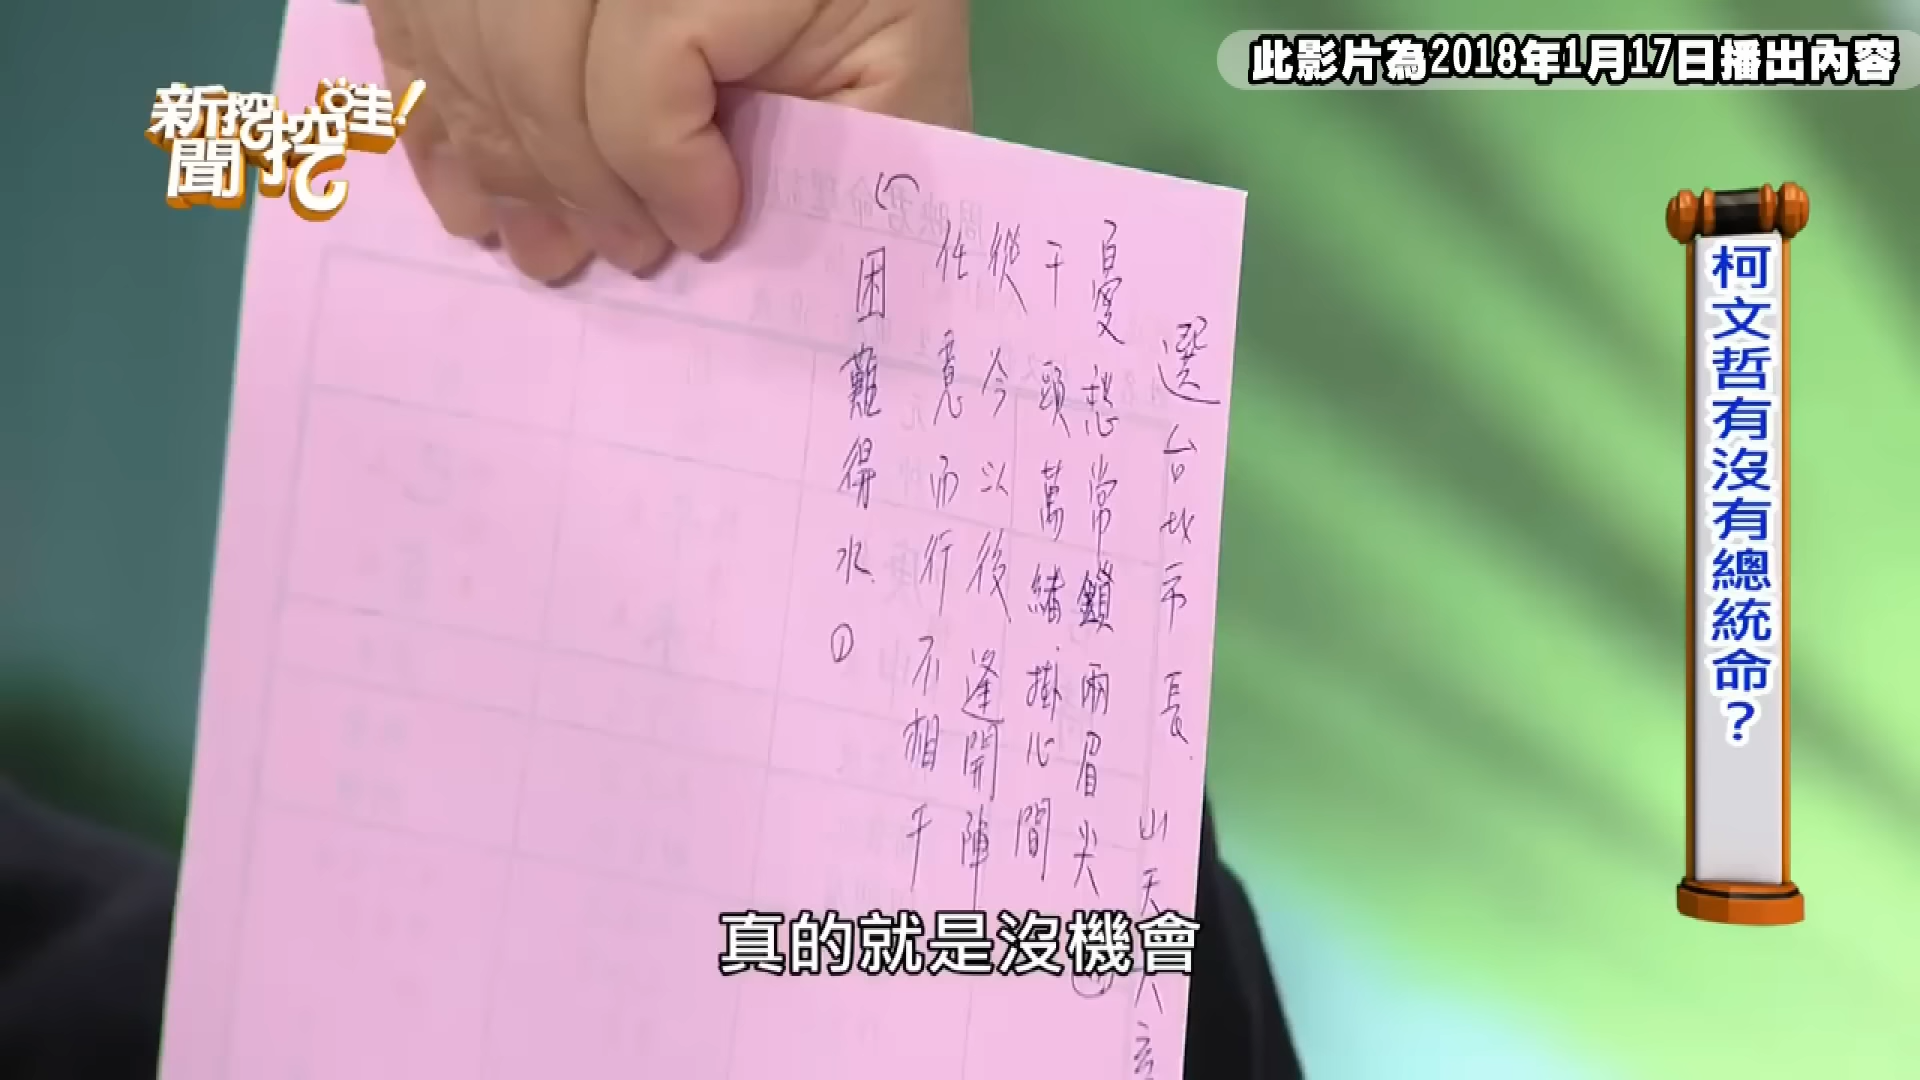 此影片為2018年1月17日播出內容
新聞挖挖哇!
柯文哲有沒有總統命?
選台北市長
山天大
憂愁常鎖兩眉尖
千頭萬緒掛心間
從今以後逢開陣
任意而行不相干
困難得水①
真的就是沒機會